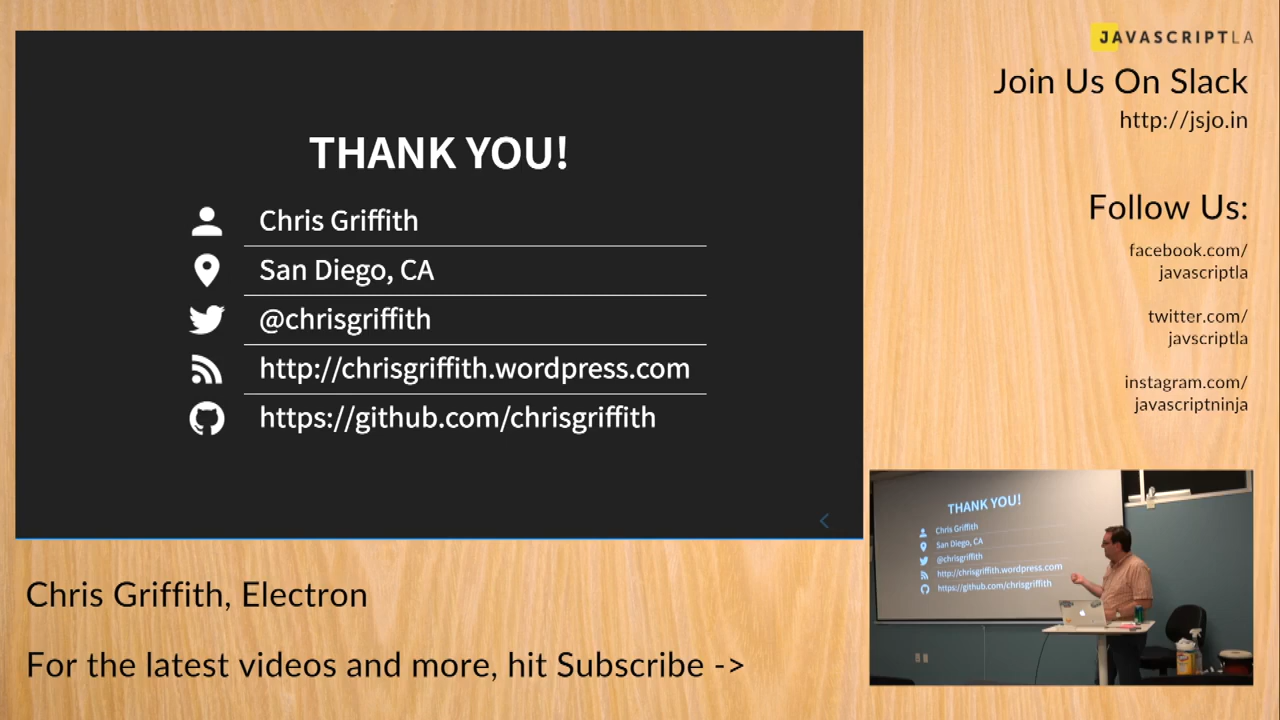 THANK YOU!
Chris Griffith
San Diego, CA
@chrisgriffith
http://chrisgriffith.wordpress.com
https://github.com/chrisgriffith
JAVASCRIPTLA
Join Us On Slack
http://jsjo.in
Follow Us:
facebook.com/
javascriptla
twitter.com/
javscriptla
instagram.com/
javascriptninja
THANK YOU!
Chris Griffith
San Diego, CA
@chrisgriffith
http://chrisgriffith.wordpress.com
https://github.com/chrisgriffith
Chris Griffith, Electron
For the latest videos and more, hit Subscribe ->